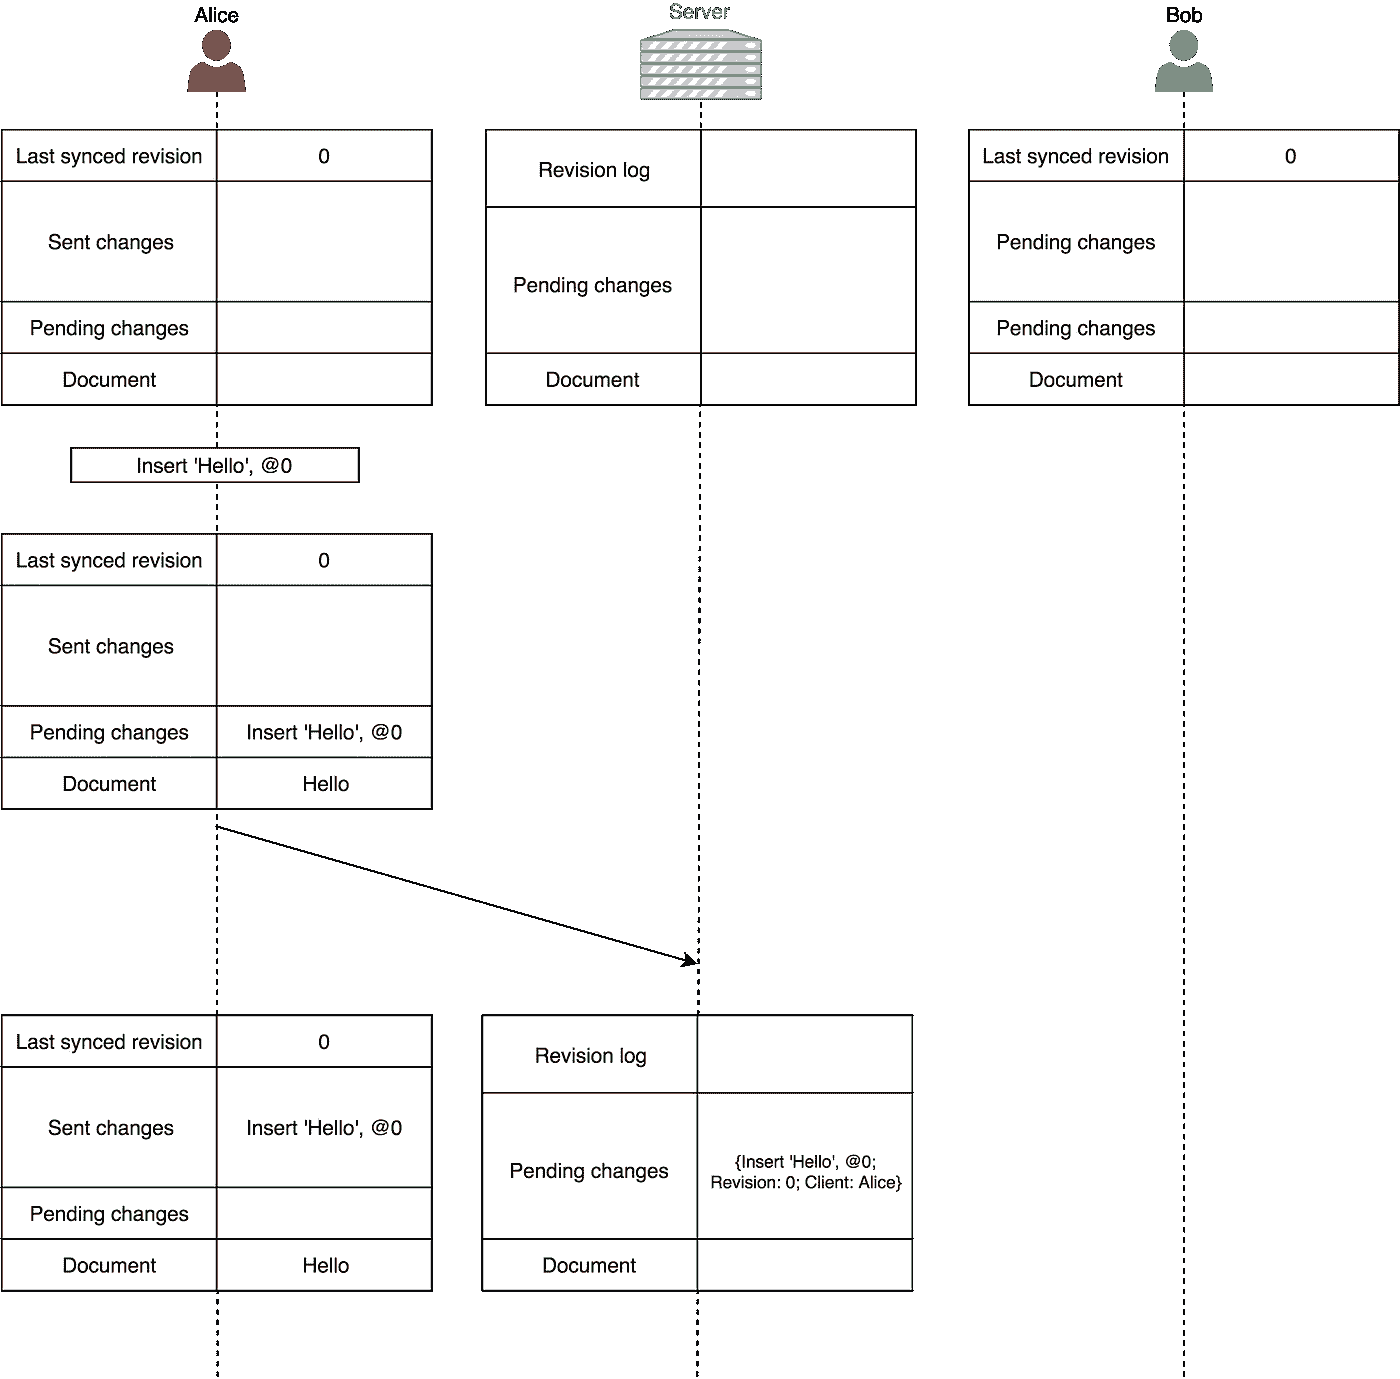 Alice
Server
Bob
Last synced revision 0
Sent changes
Pending changes
Document
Revision log
Pending changes
Document
Last synced revision 0
Pending changes
Pending changes
Document
Insert 'Hello', @0
Last synced revision 0
Sent changes
Pending changes Insert 'Hello', @0
Document Hello
Last synced revision 0
Sent changes Insert 'Hello', @0
Pending changes
Document Hello
Revision log
Pending changes
{Insert 'Hello', @0;
Revision: 0; Client: Alice}
Document